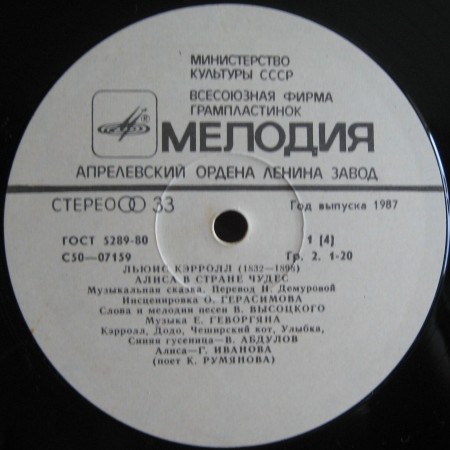 МИНИСТЕРСТВО
КУЛЬТУРЫ СССР
ВСЕСОЮЗНАЯ ФИРМА
ГРАМПЛАСТИНОК
МЕЛОДИЯ
АПРЕЛЕВСКИЙ ОРДЕНА ЛЕНИНА ЗАВОД
СТЕРЕО 33 Год выпуска 1987
ГОСТ 5289-80 1 (4)
С50—07159 Гр. 2. 1-20
ЛЬЮИС КЭРРОЛЛ (1832—1898)
АЛИСА В СТРАНЕ ЧУДЕС
Музыкальная сказка. Перевод Н. Демуровой
Инсценировка О. ГЕРАСИМОВА
Слова и мелодии песен В. ВЫСОЦКОГО
Музыка Е. ГЕВОРГЯНА
Кэрролл, Додо, Чеширский кот, Улыбка,
Синяя гусеница—В. АБДУЛОВ
Алиса—Г. ИВАНОВА
(поет К. РУМЯНОВА)